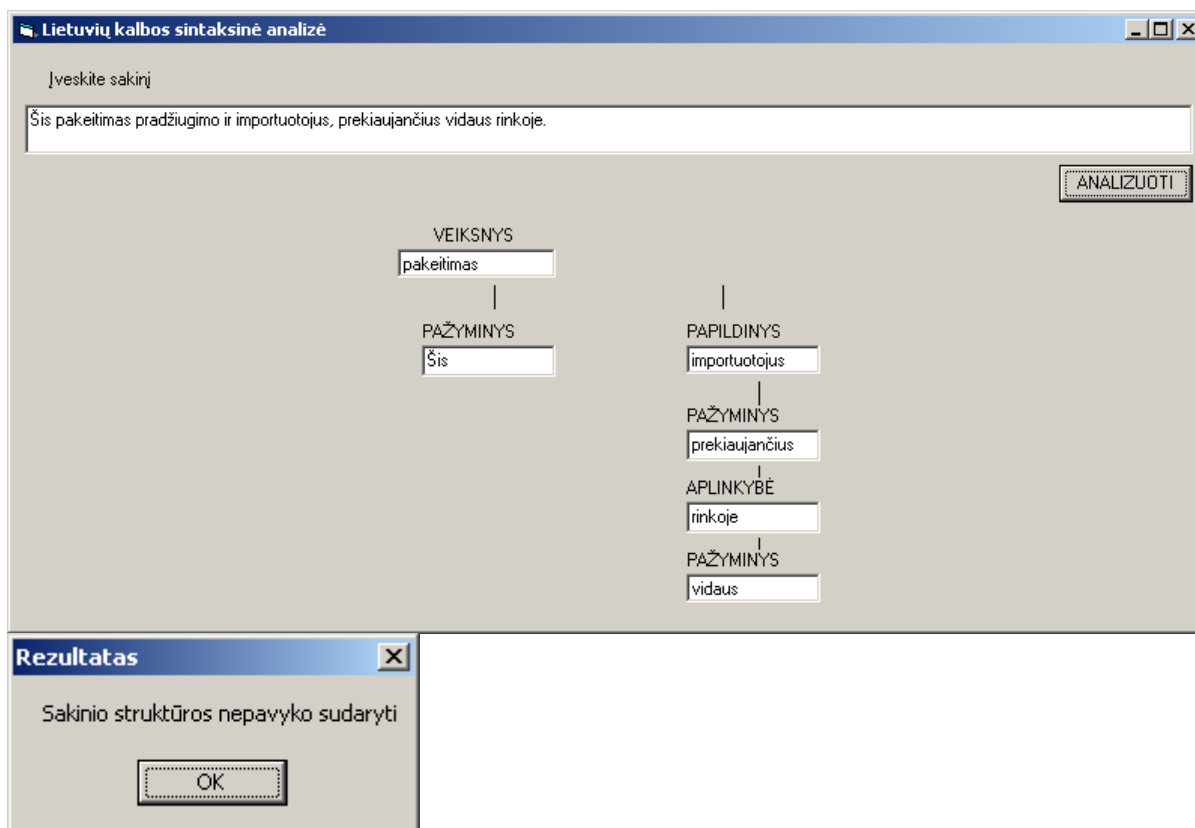 Lietuvių kalbos sintaksinė analizė
Įveskite sakinį
Šis pakeitimas pradžiugimo ir importuotojus, prekiaujančius vidaus rinkoje.
ANALIZUOTI
VEIKSNYS
pakeitimas
PAŽYMINYS PAPILDINYS
Šis importuotojus
PAŽYMINYS
prekiaujančius
APLINKYBĖ
rinkoje
PAŽYMINYS
vidaus
Rezultatas
Sakinio struktūros nepavyko sudaryti
OK